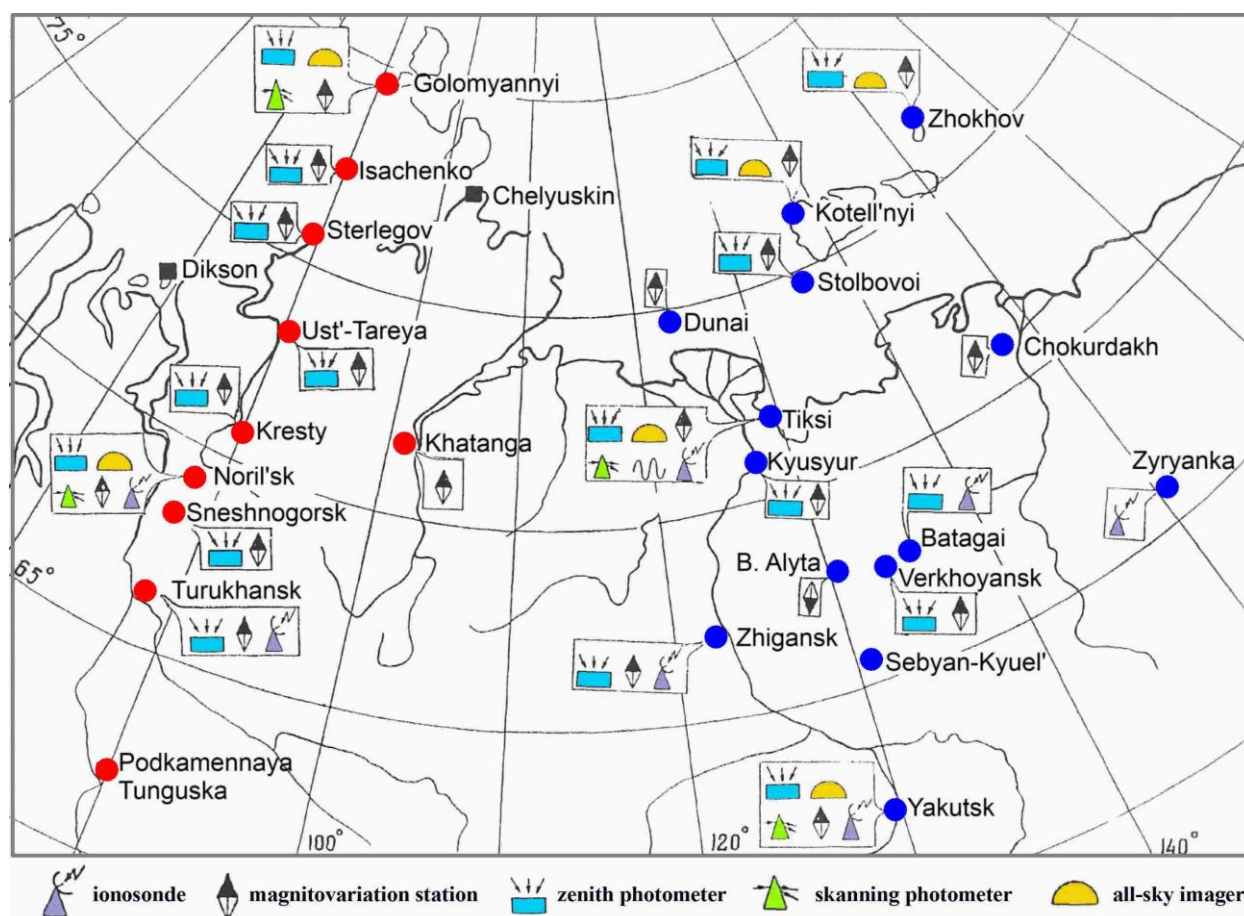 75°
Golomyannyi
Zhokhov
Isachenko
Chelyuskin
Kotell'nyi
Sterlegov
Dikson
Stolbovoi
Dunai
Ust'-Tareya
Chokurdakh
Tiksi
Kresty
Khatanga
Kyusyur
Zyryanka
Noril'sk
Sneshnogorsk
Batagai
B. Alyta
Verkhoyansk
65°
Turukhansk
Zhigansk
Sebyan-Kyuel'
Podkamennaya
Tunguska
Yakutsk
100°
120°
140°
ionosonde
magnitovariation station
zenith photometer
skanning photometer
all-sky imager